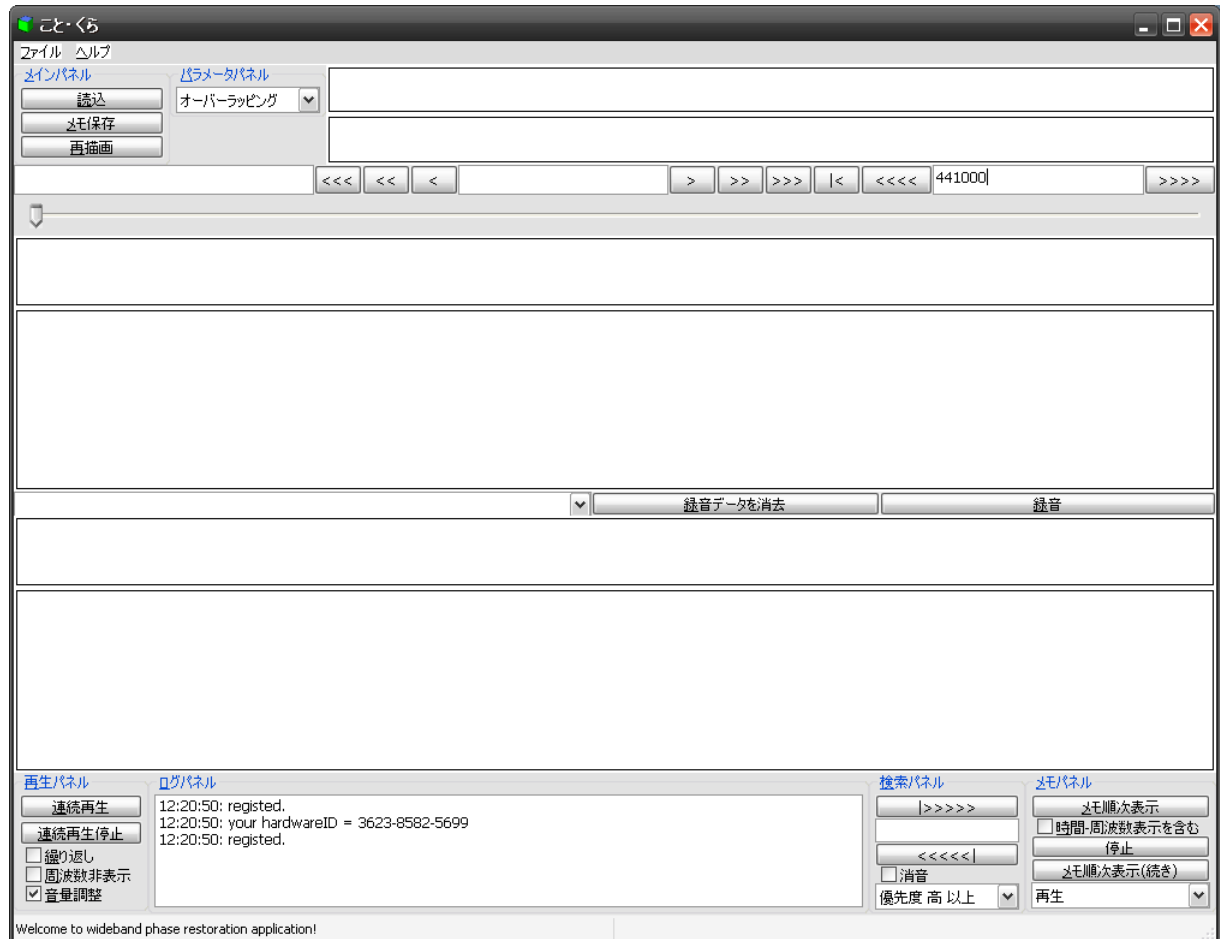 こと・くら
ファイル ヘルプ
メインパネル パラメータパネル
読込 オーバーラッピング
メモ保存
再描画
<<< << < > >> >>> |< <<<< 441000 >>>>
録音データを消去 録音
再生パネル ログパネル 検索パネル メモパネル
連続再生
連続再生停止
繰り返し
周波数非表示
音量調整
12:20:50: registed.
12:20:50: your hardwareID = 3623-8582-5699
12:20:50: registed.
|>>>>>
<<<<<|
消音
優先度 高 以上
メモ順次表示
時間-周波数表示を含む
停止
メモ順次表示(続き)
再生
Welcome to wideband phase restoration application!